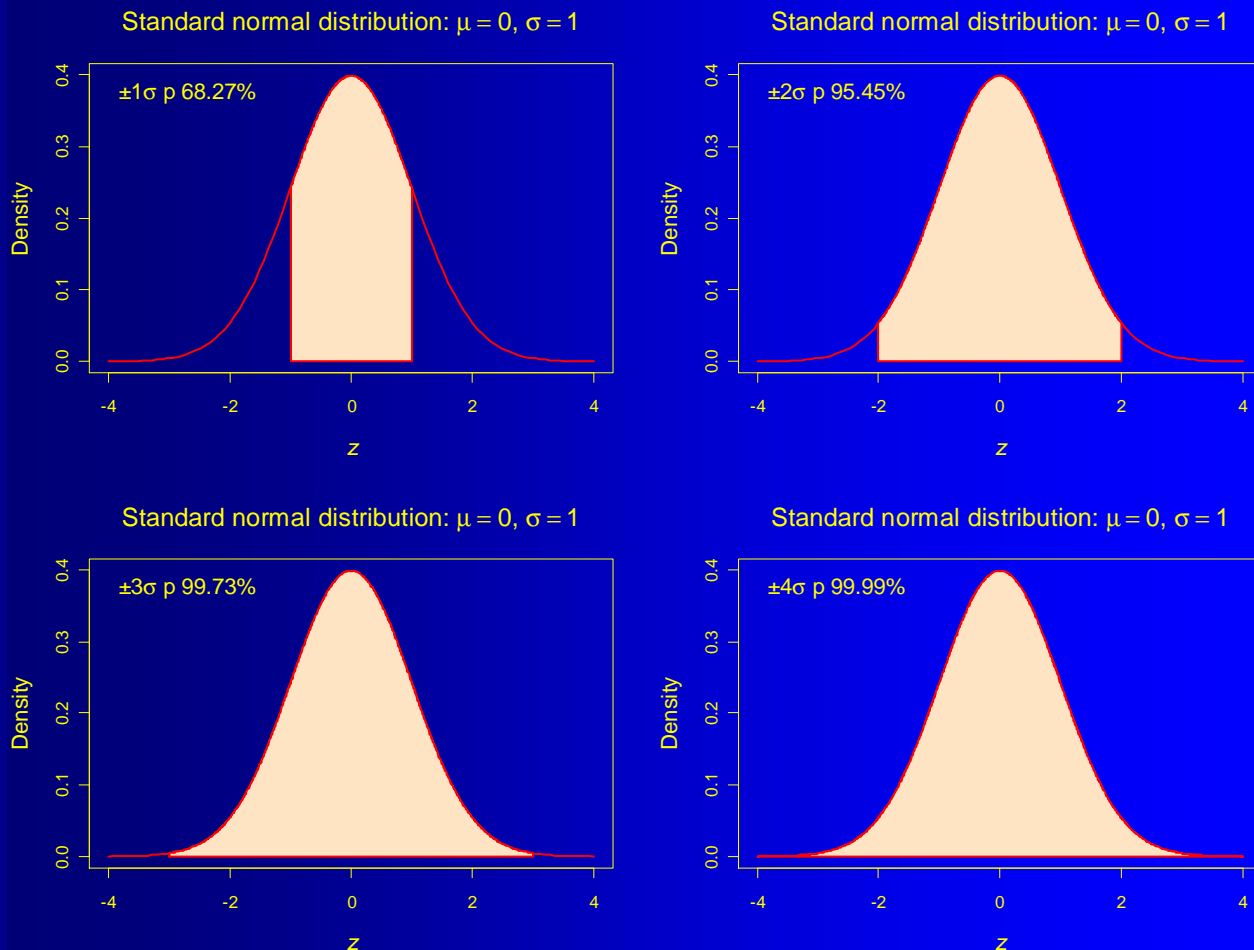 Standard normal distribution: μ = 0, σ = 1
±1σ p 68.27%
Density
0.4
0.3
0.2
0.1
0.0
-4 -2 0 2 4
z
Standard normal distribution: μ = 0, σ = 1
±2σ p 95.45%
Density
0.4
0.3
0.2
0.1
0.0
-4 -2 0 2 4
z
Standard normal distribution: μ = 0, σ = 1
±3σ p 99.73%
Density
0.4
0.3
0.2
0.1
0.0
-4 -2 0 2 4
z
Standard normal distribution: μ = 0, σ = 1
±4σ p 99.99%
Density
0.4
0.3
0.2
0.1
0.0
-4 -2 0 2 4
z